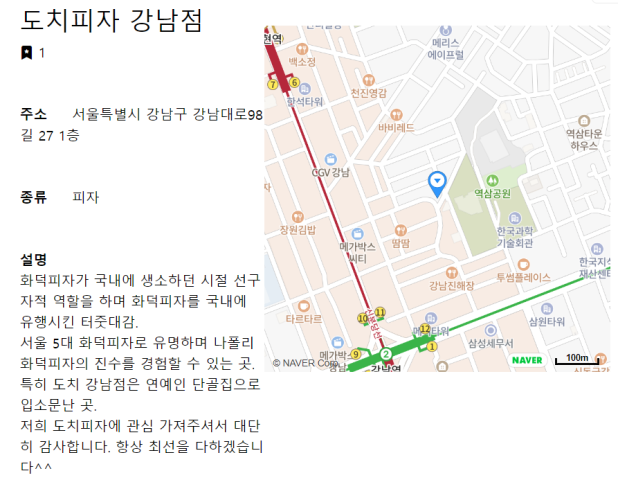 도치피자 강남점
1
주소 서울특별시 강남구 강남대로98
길 27 1층
종류 피자
설명
화덕피자가 국내에 생소하던 시절 선구
자적 역할을 하며 화덕피자를 국내에
유행시킨 터줏대감.
서울 5대 화덕피자로 유명하며 나폴리
화덕피자의 진수를 경험할 수 있는 곳.
특히 도치 강남점은 연예인 단골집으로
입소문난 곳.
저희 도치피자에 관심 가져주셔서 대단
히 감사합니다. 항상 최선을 다하겠습니
다^^
현역
백소정
메리스
에이프럴
7
6
항석타워
천진영감
바비레드
역삼타운
하우스
CGV강남
역삼공원
장원김밥
메가박스
씨티
땀땀
한국과학
기술회관
한국지식
재산센터
강남진해장
투썸플레이스
타르타르
10
11
신분당선
12
1
삼원타워
삼성세무서
메가박스
9
2
강남역
© NAVER Corp.
NAVER
100m